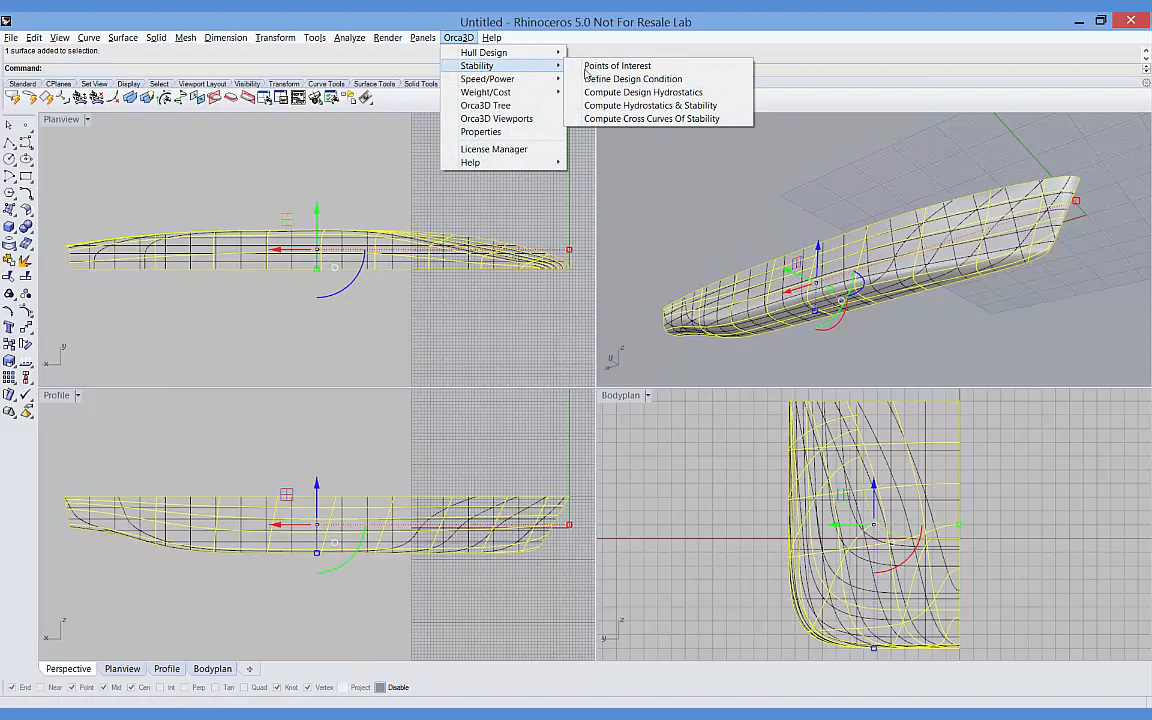 Untitled - Rhinoceros 5.0 Not For Resale Lab
File Edit View Curve Surface Solid Mesh Dimension Transform Tools Analyze Render Panels Orca3D Help
1 surface added to selection.
Command:
Standard CPlanes Set View Display Select Viewport Layout Visibility Transform Curve Tools Surface Tools Solid Tools
Hull Design
Stability
Speed/Power
Weight/Cost
Orca3D Tree
Orca3D Viewports
Properties
License Manager
Help
Points of Interest
Define Design Condition
Compute Design Hydrostatics
Compute Hydrostatics & Stability
Compute Cross Curves Of Stability
Planview
y
x
z
y
x
Profile
z
x
Bodyplan
z
y
Perspective Planview Profile Bodyplan
End Near Point Mid Cen Int Perp Tan Quad Knot Vertex Project Disable